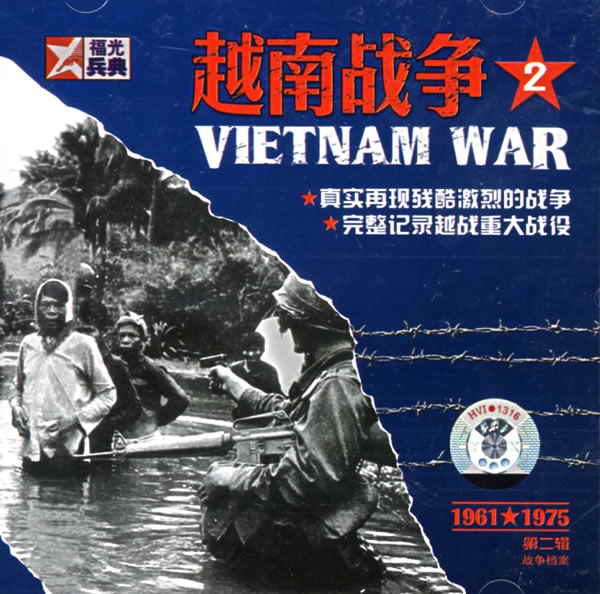 福光
兵典
越南战争
2
VIETNAM WAR
★真实再现残酷激烈的战争
★完整记录越战重大战役
HVI●1316
1961★1975
第二辑
战争档案